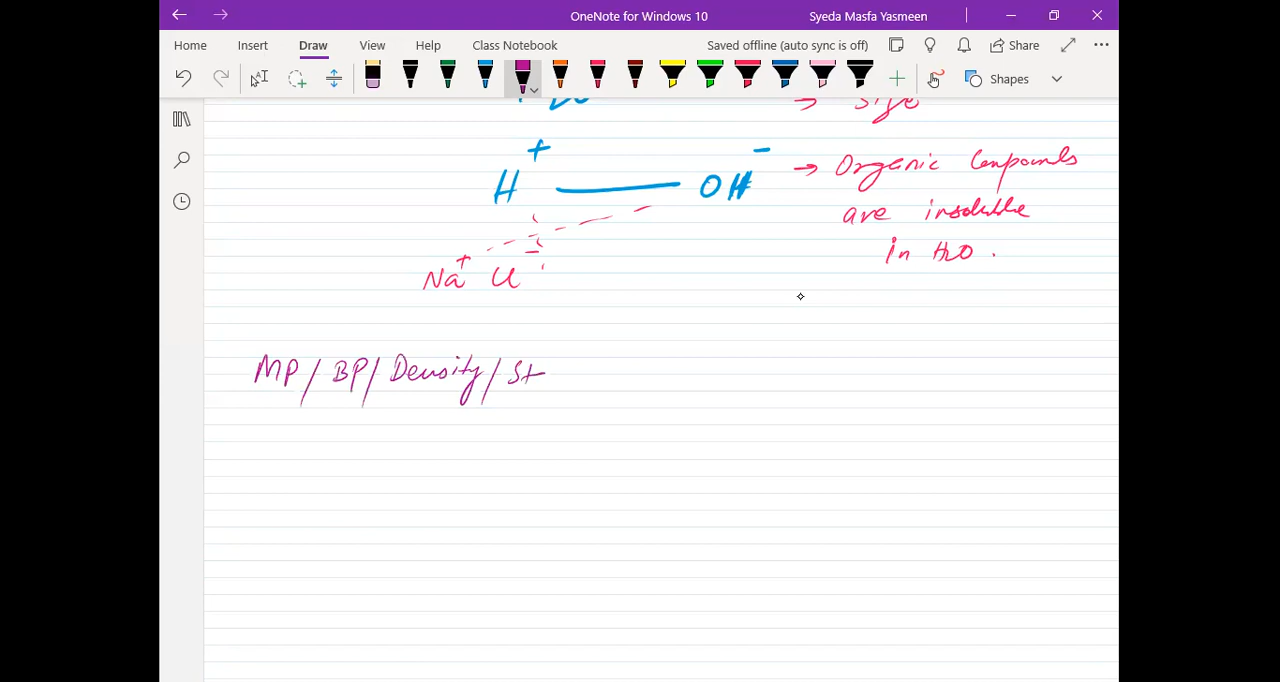 OneNote for Windows 10
Syeda Masfa Yasmeen
Home Insert Draw View Help Class Notebook
Saved offline (auto sync is off)
Share
Shapes
→ Size
+ -
H — OH
→ Organic Compounds
are insoluble
in H2O.
+ -
Na Cl
MP / BP / Density / St